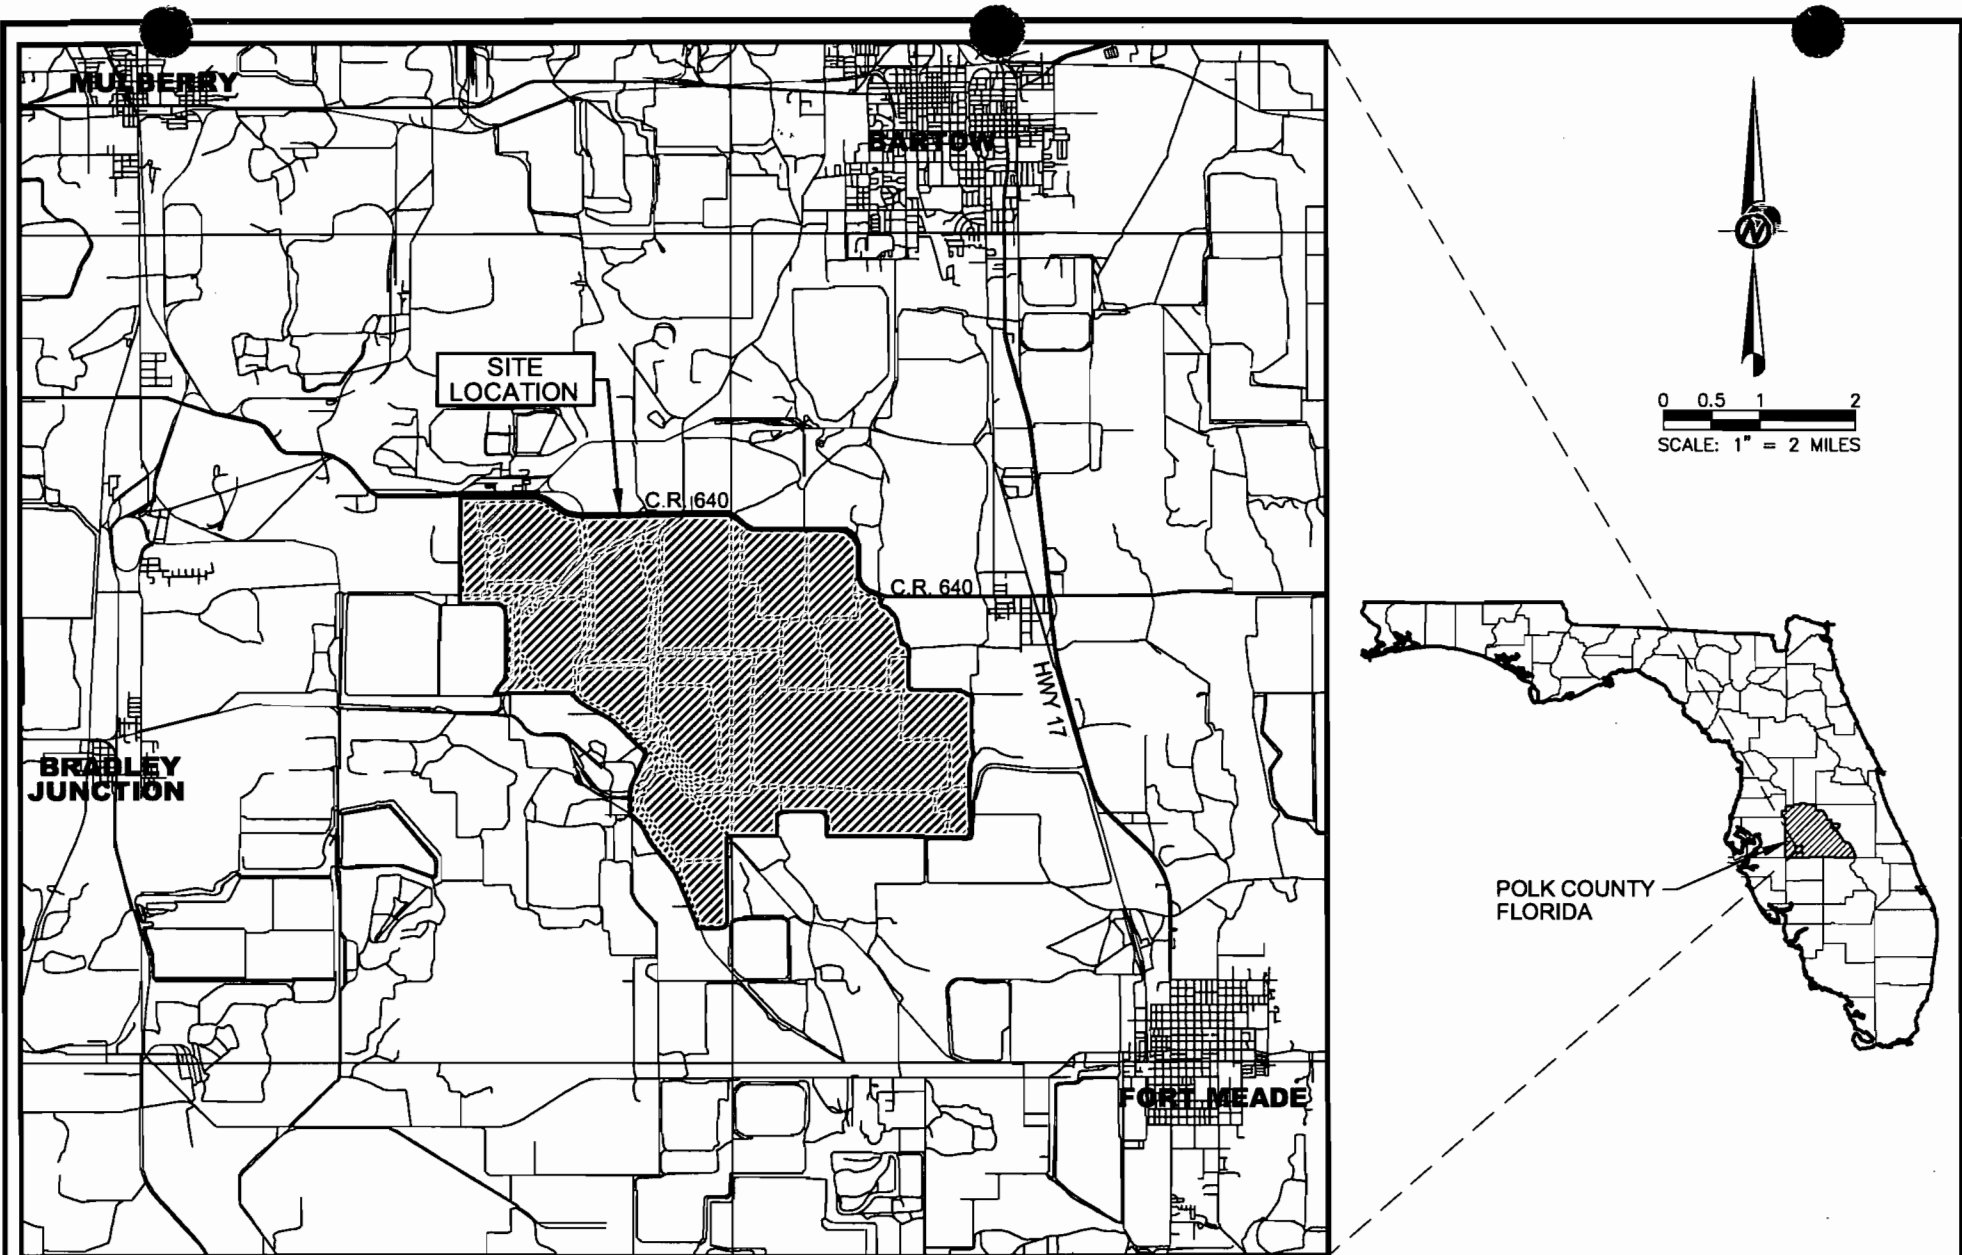 MULBERRY
BARTOW
N
SITE
LOCATION
0 0.5 1 2
SCALE: 1" = 2 MILES
C.R. 640
C.R. 640
HWY 17
BRADLEY
JUNCTION
POLK COUNTY
FLORIDA
FORT MEADE